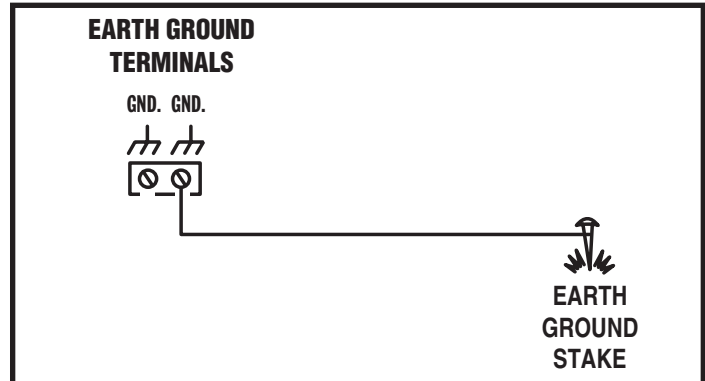 EARTH GROUND
TERMINALS
GND. GND.
EARTH
GROUND
STAKE